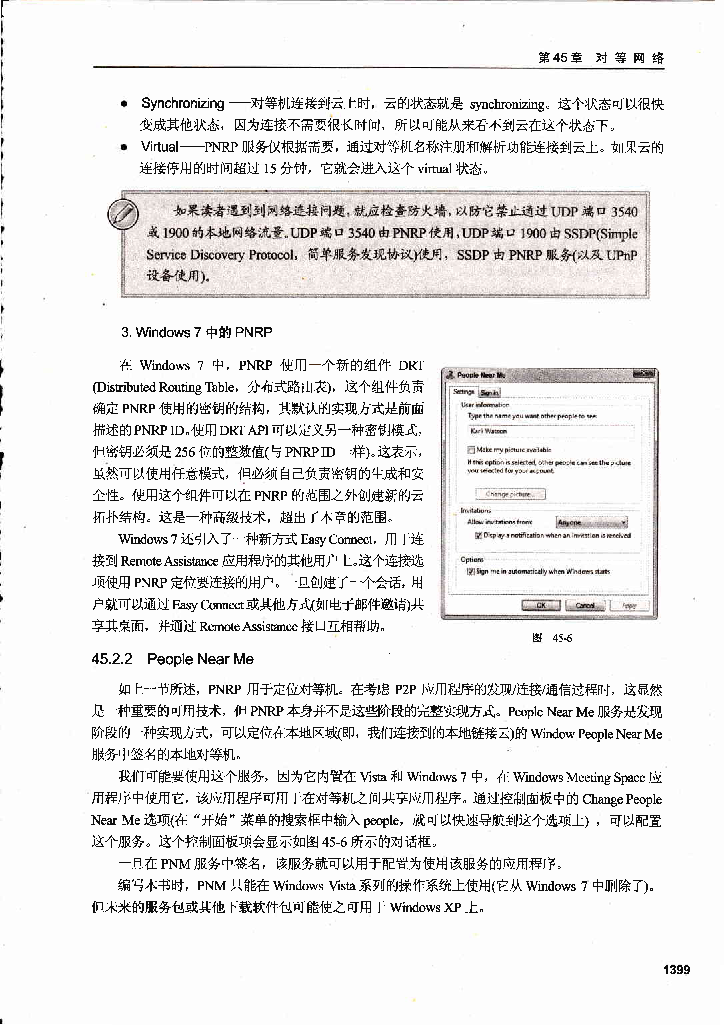 第45章 对 等 网 络
● Synchronizing ——对等机连接到云上时，云的状态就是 synchronizing。这个状态可以很快
变成其他状态，因为连接不需要很长时间，所以可能从来看不到云在这个状态下。
● Virtual——PNRP 服务仅根据需要，通过对等机名称注册和解析功能连接到云上。如果云的
连接停用的时间超过 15 分钟，它就会进入这个 virtual 状态。
如果读者遇到到网络连接问题，就应检查防火墙，以防它禁止通过 UDP 端口 3540
或 1900 的本地网络流量。UDP 端口 3540 由 PNRP 使用，UDP 端口 1900 由 SSDP(Simple
Service Discovery Protocol，简单服务发现协议)使用，SSDP 由 PNRP 服务(以及 UPnP
设备使用)。
3. Windows 7 中的 PNRP
在 Windows 7 中，PNRP 使用一个新的组件 DRT
(Distributed Routing Table，分布式路由表)，这个组件负责
确定 PNRP 使用的密钥的结构，其默认的实现方式是前面
描述的 PNRP ID。使用 DRT API 可以定义另一种密钥模式，
但密钥必须是 256 位的整数值(与 PNRP ID 一样)。这表示，
虽然可以使用任意模式，但必须自己负责密钥的生成和安
全性。使用这个组件可以在 PNRP 的范围之外创建新的云
拓扑结构。这是一种高级技术，超出了本章的范围。
Windows 7 还引入了一种新方式 Easy Connect，用于连
接到 Remote Assistance 应用程序的其他用户上。这个连接选
项使用 PNRP 定位要连接的用户。一旦创建了一个会话，用
户就可以通过 Easy Connect 或其他方式(如电子邮件邀请)共
享其桌面，并通过 Remote Assistance 接口互相帮助。
People Near Me
Settings Sign in
User information
Type the name you want other people to see:
Karli Watson
Make my picture available
If this option is selected, other people can see the picture
you selected for your account.
Change picture...
Invitations
Allow invitations from: Anyone
Display a notification when an invitation is received
Options
Sign me in automatically when Windows starts
OK Cancel Apply
图 45-6
45.2.2 People Near Me
如上一节所述，PNRP 用于定位对等机。在考虑 P2P 应用程序的发现/连接/通信过程时，这显然
是一种重要的可用技术，但 PNRP 本身并不是这些阶段的完整实现方式。People Near Me 服务是发现
阶段的一种实现方式，可以定位在本地区域(即，我们连接到的本地链接云)的 Window People Near Me
服务中签名的本地对等机。
我们可能要使用这个服务，因为它内置在 Vista 和 Windows 7 中，在 Windows Meeting Space 应
用程序中使用它，该应用程序可用于在对等机之间共享应用程序。通过控制面板中的 Change People
Near Me 选项(在“开始”菜单的搜索框中输入 people，就可以快速导航到这个选项上)，可以配置
这个服务。这个控制面板项会显示如图 45-6 所示的对话框。
一旦在 PNM 服务中签名，该服务就可以用于配置为使用该服务的应用程序。
编写本书时，PNM 只能在 Windows Vista 系列的操作系统上使用(它从 Windows 7 中删除了)。
但未来的服务包或其他下载软件包可能使之可用于 Windows XP 上。
1399